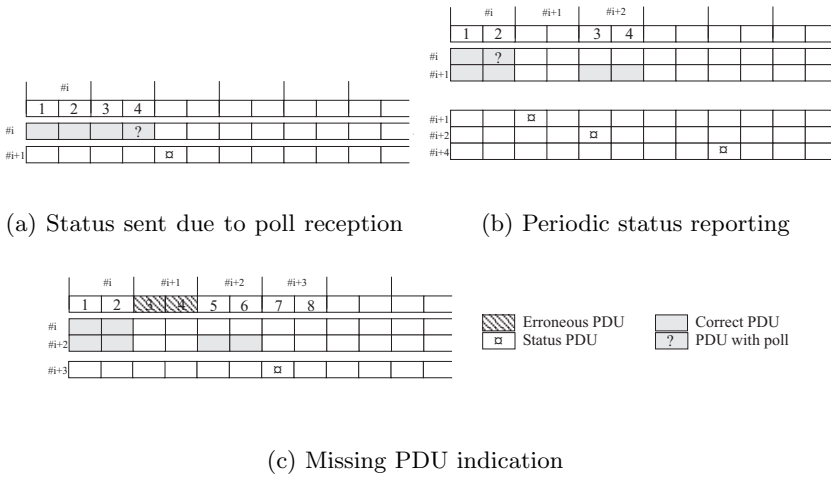 #i #i+1 #i+2
1 2 3 4
#i ?
#i+1
#i+1 ¤
#i+2 ¤
#i+4 ¤
#i
1 2 3 4
#i ?
#i+1 ¤
(a) Status sent due to poll reception
(b) Periodic status reporting
#i #i+1 #i+2 #i+3
1 2 3 4 5 6 7 8
#i
#i+2
#i+3 ¤
Erroneous PDU
Correct PDU
¤ Status PDU
? PDU with poll
(c) Missing PDU indication